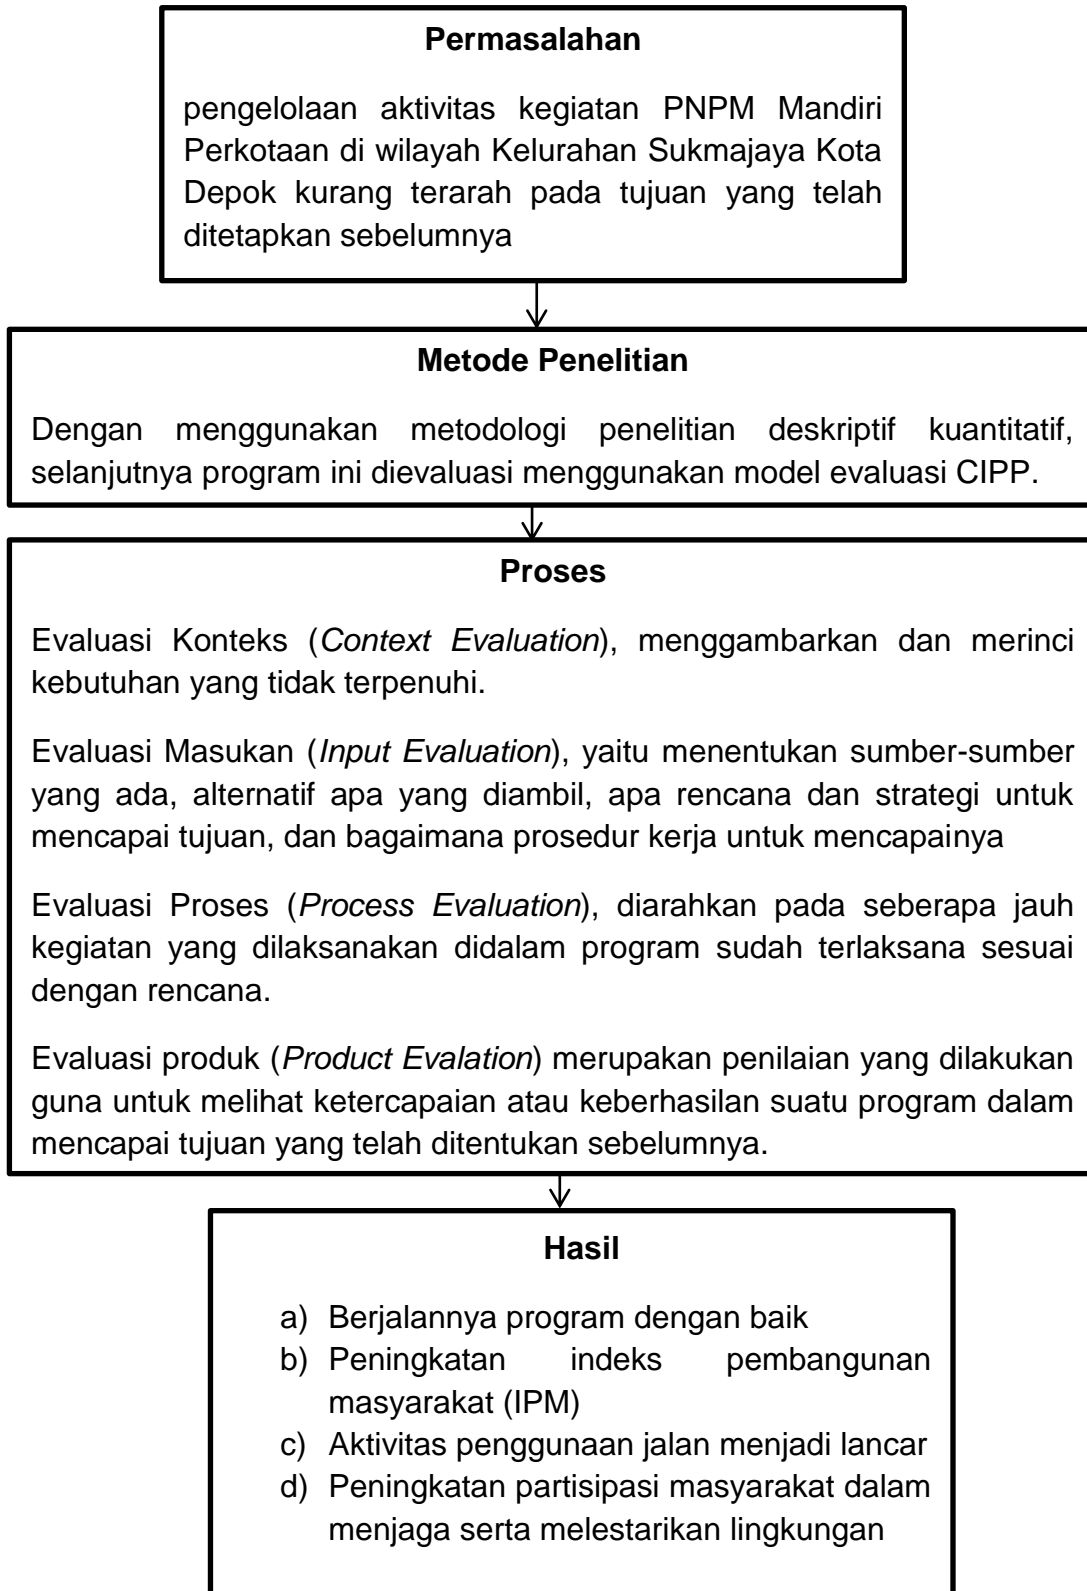 Permasalahan
pengelolaan aktivitas kegiatan PNPM Mandiri
Perkotaan di wilayah Kelurahan Sukmajaya Kota
Depok kurang terarah pada tujuan yang telah
ditetapkan sebelumnya
Metode Penelitian
Dengan menggunakan metodologi penelitian deskriptif kuantitatif,
selanjutnya program ini dievaluasi menggunakan model evaluasi CIPP.
Proses
Evaluasi Konteks (Context Evaluation), menggambarkan dan merinci
kebutuhan yang tidak terpenuhi.
Evaluasi Masukan (Input Evaluation), yaitu menentukan sumber-sumber
yang ada, alternatif apa yang diambil, apa rencana dan strategi untuk
mencapai tujuan, dan bagaimana prosedur kerja untuk mencapainya
Evaluasi Proses (Process Evaluation), diarahkan pada seberapa jauh
kegiatan yang dilaksanakan didalam program sudah terlaksana sesuai
dengan rencana.
Evaluasi produk (Product Evalation) merupakan penilaian yang dilakukan
guna untuk melihat ketercapaian atau keberhasilan suatu program dalam
mencapai tujuan yang telah ditentukan sebelumnya.
Hasil
a) Berjalannya program dengan baik
b) Peningkatan indeks pembangunan
masyarakat (IPM)
c) Aktivitas penggunaan jalan menjadi lancar
d) Peningkatan partisipasi masyarakat dalam
menjaga serta melestarikan lingkungan